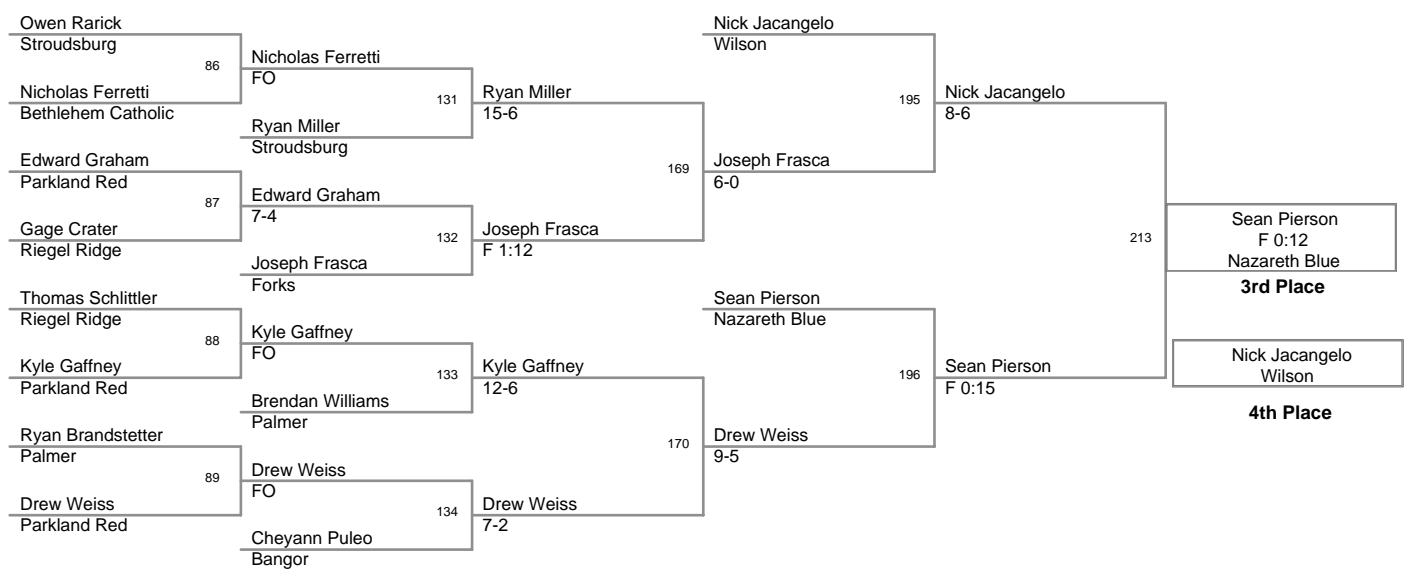 Owen Rarick
Stroudsburg
86
Nicholas Ferretti
Bethlehem Catholic
Edward Graham
Parkland Red
87
Gage Crater
Riegel Ridge
Thomas Schlittler
Riegel Ridge
88
Kyle Gaffney
Parkland Red
Ryan Brandstetter
Palmer
89
Drew Weiss
Parkland Red
Nicholas Ferretti
FO
131
Ryan Miller
Stroudsburg
Edward Graham
7-4
132
Joseph Frasca
Forks
Kyle Gaffney
FO
133
Brendan Williams
Palmer
Drew Weiss
FO
134
Cheyann Puleo
Bangor
Ryan Miller
15-6
169
Joseph Frasca
F 1:12
Kyle Gaffney
12-6
170
Drew Weiss
7-2
Nick Jacangelo
Wilson
195
Joseph Frasca
6-0
Sean Pierson
Nazareth Blue
196
Drew Weiss
9-5
Nick Jacangelo
8-6
213
Sean Pierson
F 0:15
Sean Pierson
F 0:12
Nazareth Blue
3rd Place
Nick Jacangelo
Wilson
4th Place